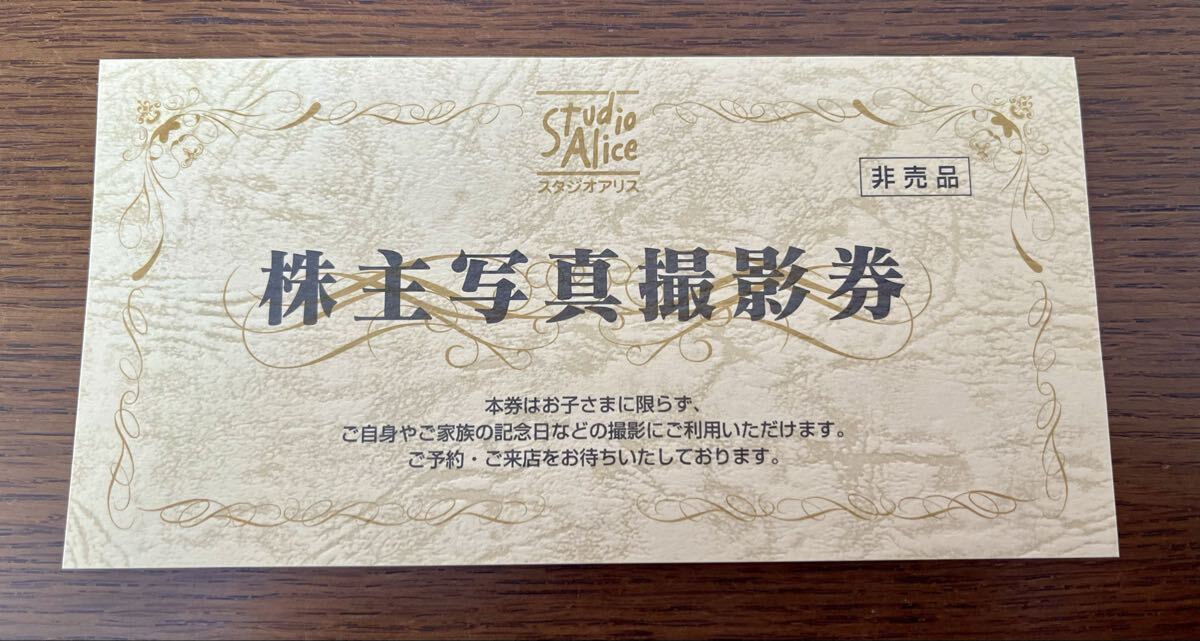 Studio
Alice
スタジオアリス
非売品
株主写真撮影券
本券はお子さまに限らず、
ご自身やご家族の記念日などの撮影にご利用いただけます。
ご予約・ご来店をお待ちいたしております。